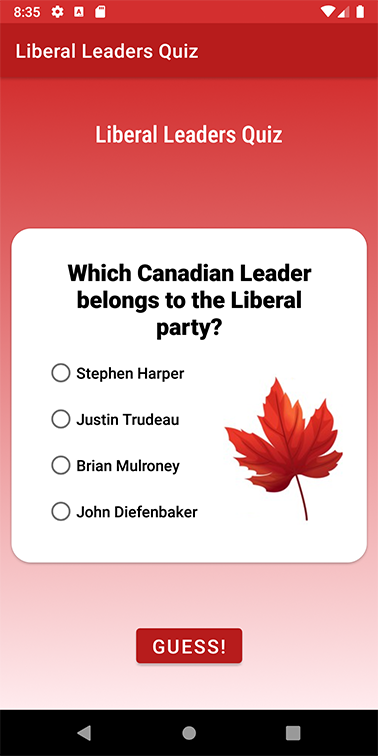 8:35
Liberal Leaders Quiz
Liberal Leaders Quiz
Which Canadian Leader
belongs to the Liberal
party?
Stephen Harper
Justin Trudeau
Brian Mulroney
John Diefenbaker
GUESS!